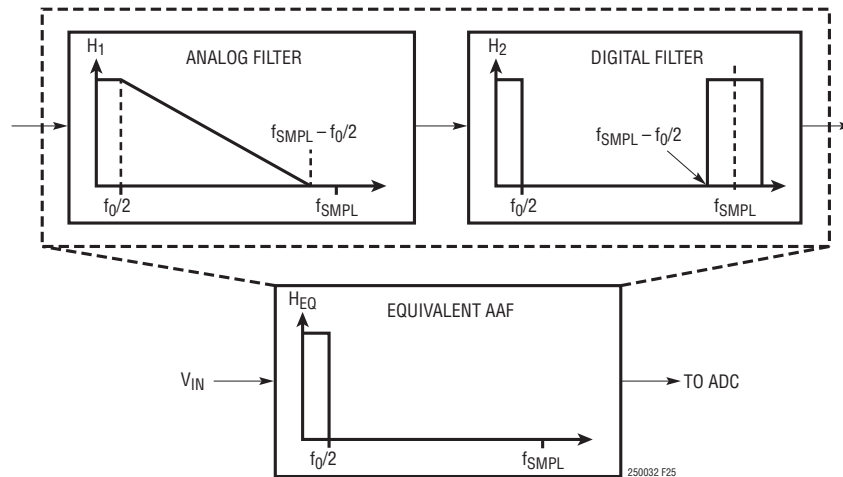 H1
ANALOG FILTER
fSMPL – f0/2
f0/2
fSMPL
H2
DIGITAL FILTER
fSMPL – f0/2
f0/2
fSMPL
HEQ
EQUIVALENT AAF
VIN
TO ADC
f0/2
fSMPL
250032 F25